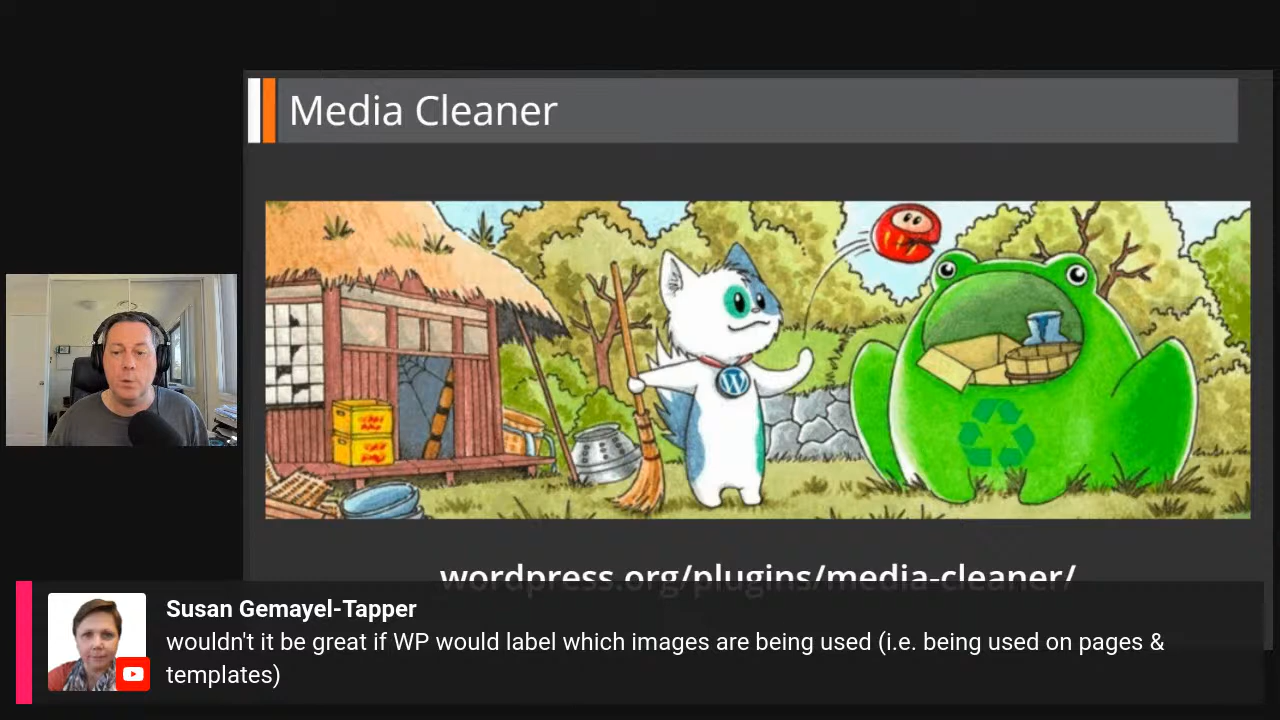 Media Cleaner
W
wordpress.org/plugins/media-cleaner/
Susan Gemayel-Tapper
wouldn't it be great if WP would label which images are being used (i.e. being used on pages &
templates)